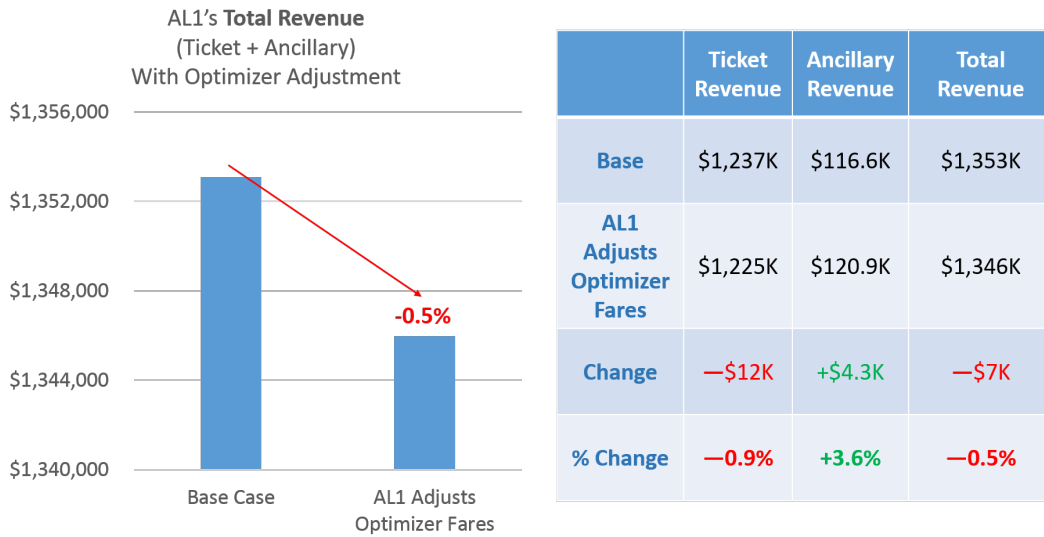 AL1's Total Revenue
(Ticket + Ancillary)
With Optimizer Adjustment
$1,356,000
$1,352,000
$1,348,000
$1,344,000
$1,340,000
-0.5%
Base Case
AL1 Adjusts
Optimizer Fares
Ticket
Revenue
Ancillary
Revenue
Total
Revenue
Base
$1,237K
$116.6K
$1,353K
AL1
Adjusts
Optimizer
Fares
$1,225K
$120.9K
$1,346K
Change
—$12K
+$4.3K
—$7K
% Change
—0.9%
+3.6%
—0.5%